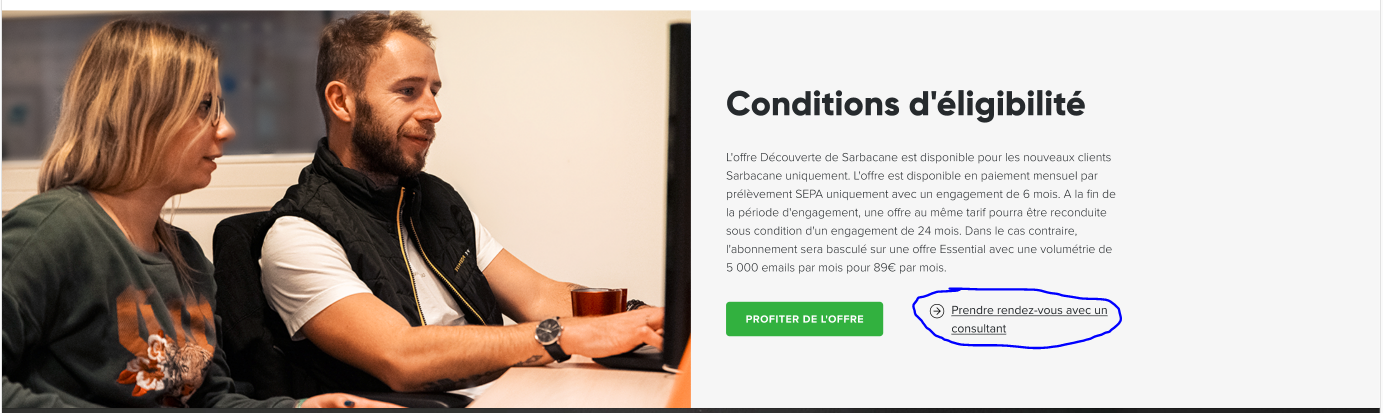 Conditions d'éligibilité
L'offre Découverte de Sarbacane est disponible pour les nouveaux clients
Sarbacane uniquement. L'offre est disponible en paiement mensuel par
prélèvement SEPA uniquement avec un engagement de 6 mois. A la fin de
la période d'engagement, une offre au même tarif pourra être reconduite
sous condition d'un engagement de 24 mois. Dans le cas contraire,
l'abonnement sera basculé sur une offre Essential avec une volumétrie de
5 000 emails par mois pour 89€ par mois.
PROFITER DE L'OFFRE
Prendre rendez-vous avec un
consultant